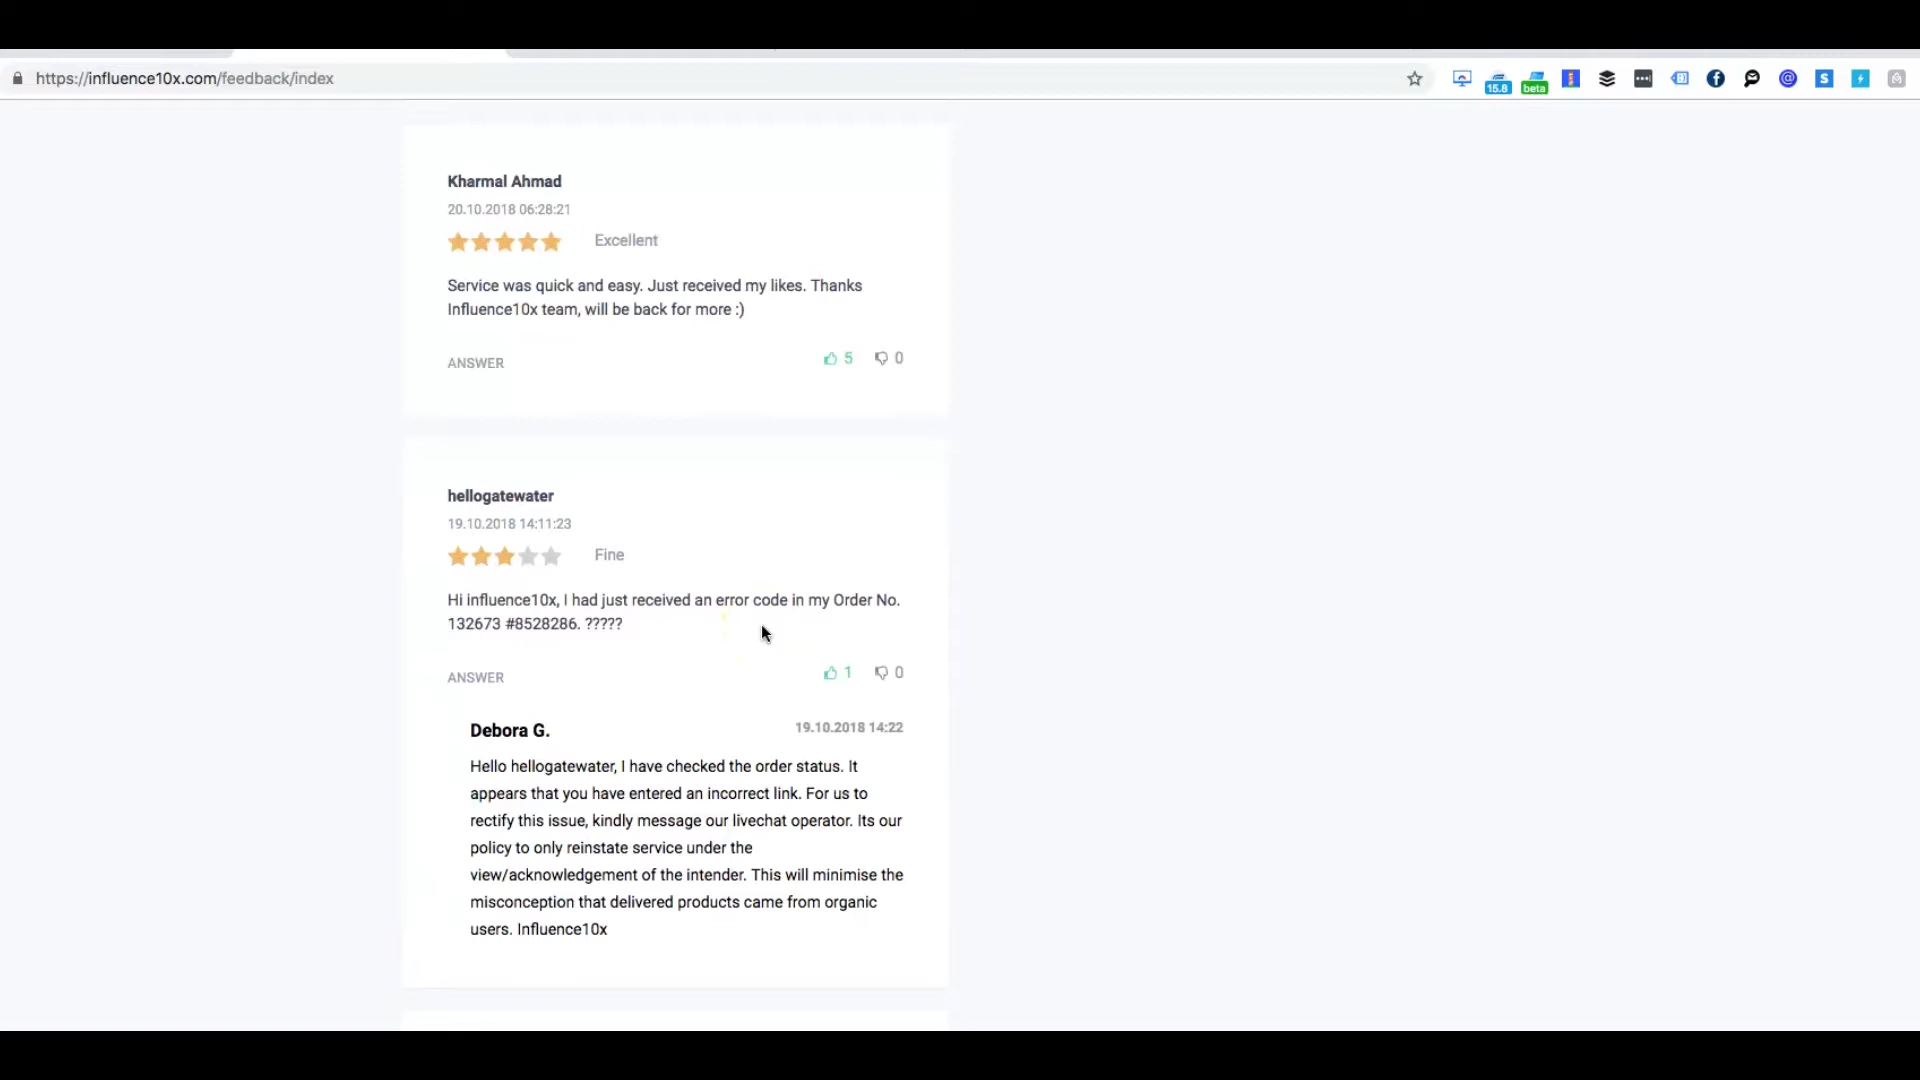 https://influence10x.com/feedback/index
15.8
beta
Kharmal Ahmad
20.10.2018 06:28:21
Excellent
Service was quick and easy. Just received my likes. Thanks
Influence10x team, will be back for more :)
ANSWER
5
0
hellogatewater
19.10.2018 14:11:23
Fine
Hi influence10x, I had just received an error code in my Order No.
132673 #8528286. ?????
ANSWER
1
0
Debora G.
19.10.2018 14:22
Hello hellogatewater, I have checked the order status. It
appears that you have entered an incorrect link. For us to
rectify this issue, kindly message our livechat operator. Its our
policy to only reinstate service under the
view/acknowledgement of the intender. This will minimise the
misconception that delivered products came from organic
users. Influence10x